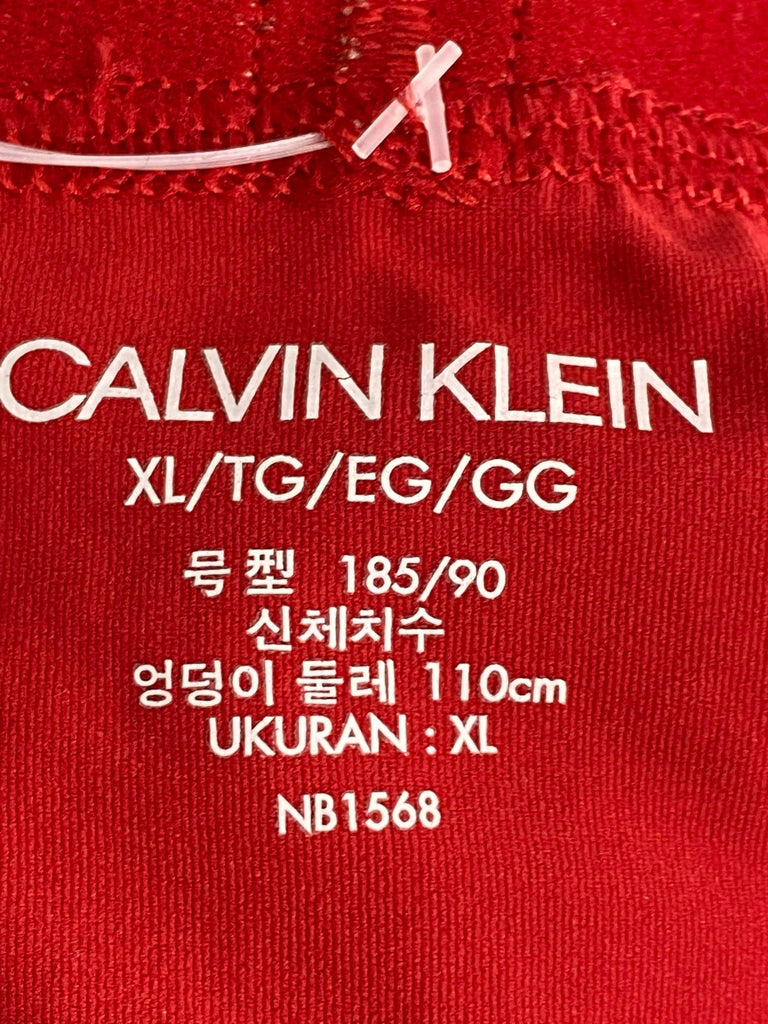 CALVIN KLEIN
XL/TG/EG/GG
号型 185/90
신체치수
엉덩이 둘레 110cm
UKURAN : XL
NB1568